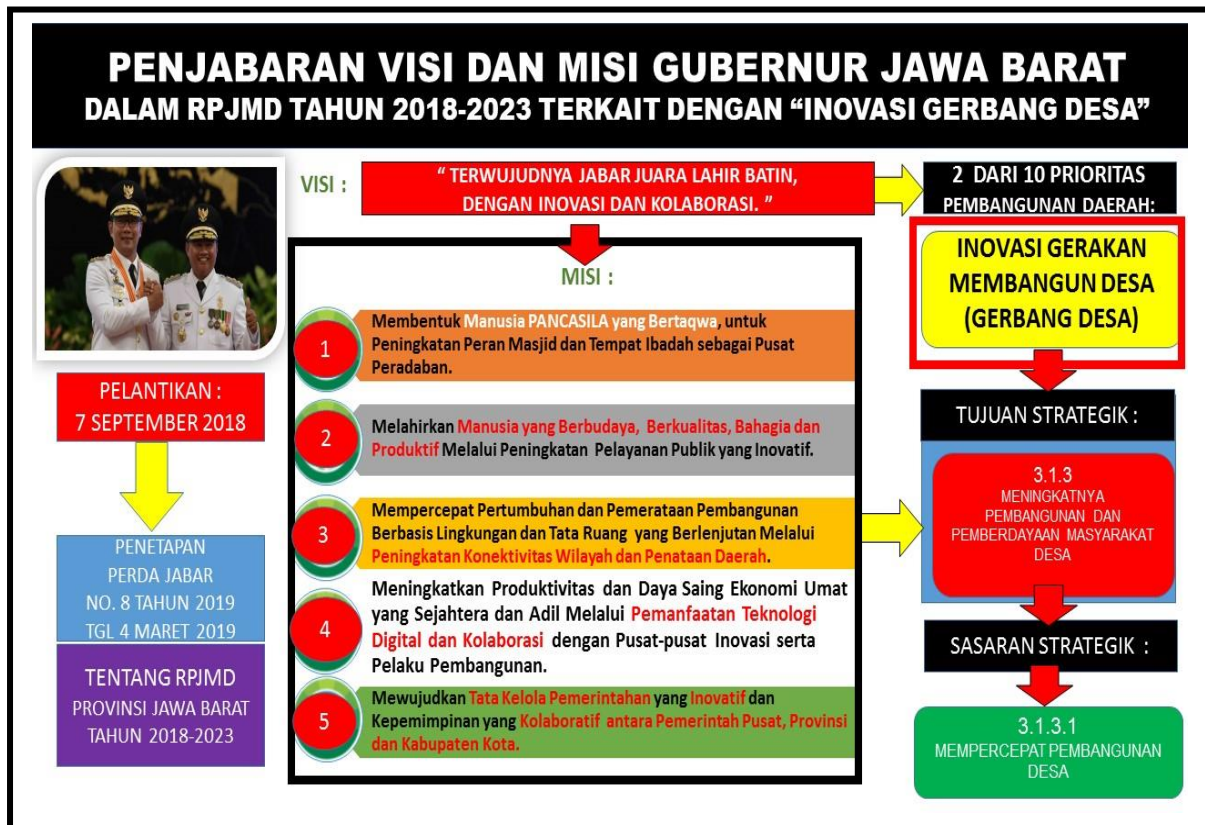 PENJABARAN VISI DAN MISI GUBERNUR JAWA BARAT
DALAM RPJMD TAHUN 2018-2023 TERKAIT DENGAN “INOVASI GERBANG DESA”
VISI :
“ TERWUJUDNYA JABAR JUARA LAHIR BATIN,
DENGAN INOVASI DAN KOLABORASI. ”
2 DARI 10 PRIORITAS
PEMBANGUNAN DAERAH:
INOVASI GERAKAN
MEMBANGUN DESA
(GERBANG DESA)
PELANTIKAN :
7 SEPTEMBER 2018
PENETAPAN
PERDA JABAR
NO. 8 TAHUN 2019
TGL 4 MARET 2019
TENTANG RPJMD
PROVINSI JAWA BARAT
TAHUN 2018-2023
MISI :
1
Membentuk Manusia PANCASILA yang Bertaqwa, untuk
Peningkatan Peran Masjid dan Tempat Ibadah sebagai Pusat
Peradaban.
2
Melahirkan Manusia yang Berbudaya, Berkualitas, Bahagia dan
Produktif Melalui Peningkatan Pelayanan Publik yang Inovatif.
3
Mempercepat Pertumbuhan dan Pemerataan Pembangunan
Berbasis Lingkungan dan Tata Ruang yang Berlenjutan Melalui
Peningkatan Konektivitas Wilayah dan Penataan Daerah.
4
Meningkatkan Produktivitas dan Daya Saing Ekonomi Umat
yang Sejahtera dan Adil Melalui Pemanfaatan Teknologi
Digital dan Kolaborasi dengan Pusat-pusat Inovasi serta
Pelaku Pembangunan.
5
Mewujudkan Tata Kelola Pemerintahan yang Inovatif dan
Kepemimpinan yang Kolaboratif antara Pemerintah Pusat, Provinsi
dan Kabupaten Kota.
TUJUAN STRATEGIK :
3.1.3
MENINGKATNYA
PEMBANGUNAN DAN
PEMBERDAYAAN MASYARAKAT
DESA
SASARAN STRATEGIK :
3.1.3.1
MEMPERCEPAT PEMBANGUNAN
DESA